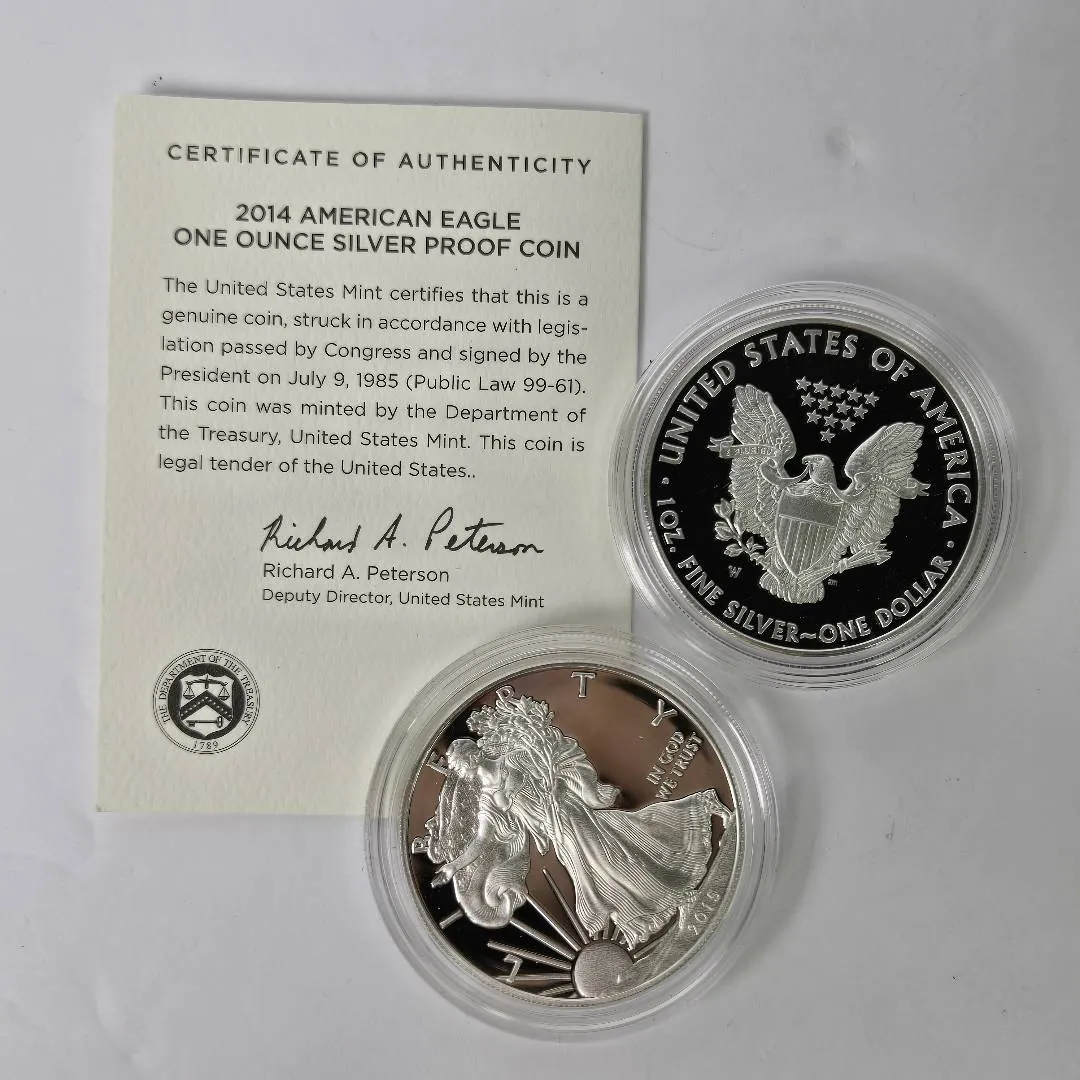 CERTIFICATE OF AUTHENTICITY
2014 AMERICAN EAGLE
ONE OUNCE SILVER PROOF COIN
The United States Mint certifies that this is a
genuine coin, struck in accordance with legis-
lation passed by Congress and signed by the
President on July 9, 1985 (Public Law 99-61).
This coin was minted by the Department of
the Treasury, United States Mint. This coin is
legal tender of the United States..
Richard A. Peterson
Richard A. Peterson
Deputy Director, United States Mint
THE DEPARTMENT OF THE TREASURY
1789
UNITED STATES OF AMERICA
1 OZ. FINE SILVER~ONE DOLLAR
W
LIBERTY
IN GOD
WE TRUST